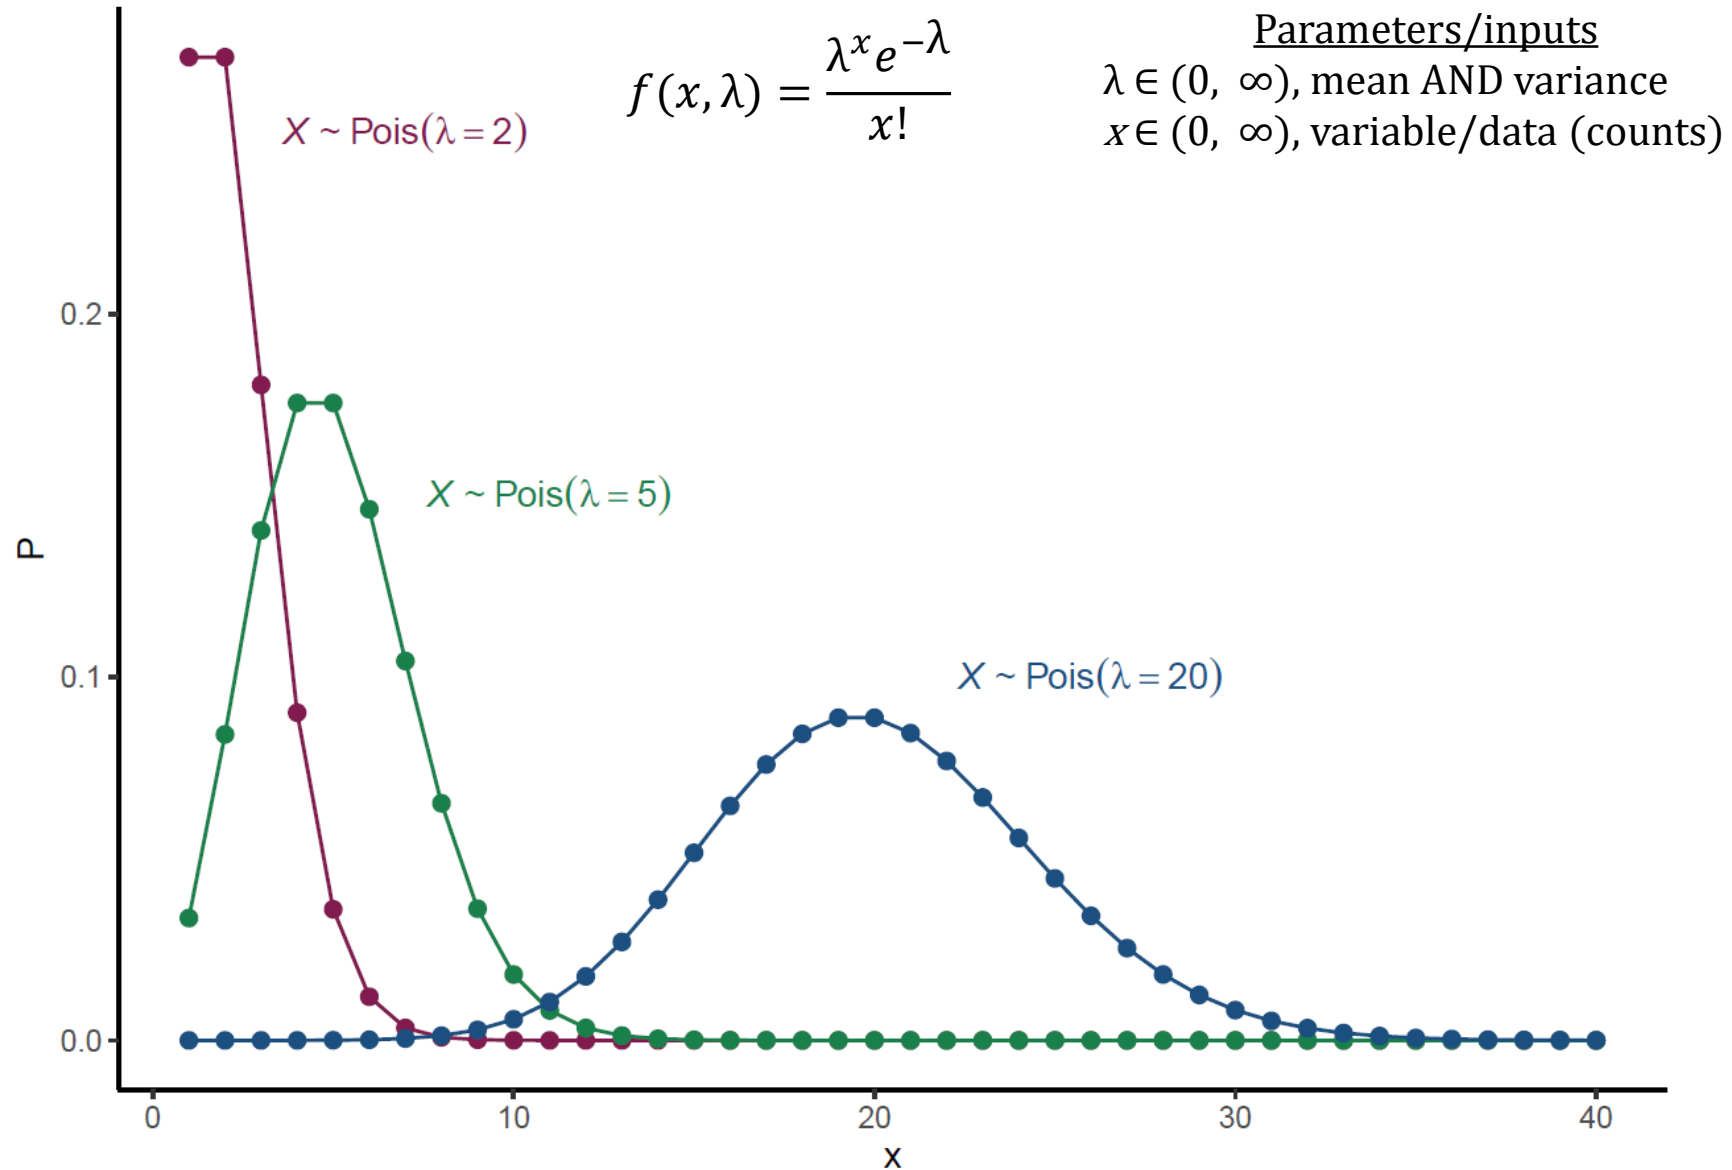 f(x, λ) = λˣe⁻λ / x!
Parameters/inputs
λ ∈ (0, ∞), mean AND variance
x ∈ (0, ∞), variable/data (counts)
X ~ Pois(λ = 2)
X ~ Pois(λ = 5)
X ~ Pois(λ = 20)
P
0.2
0.1
0.0
0 10 20 30 40
x